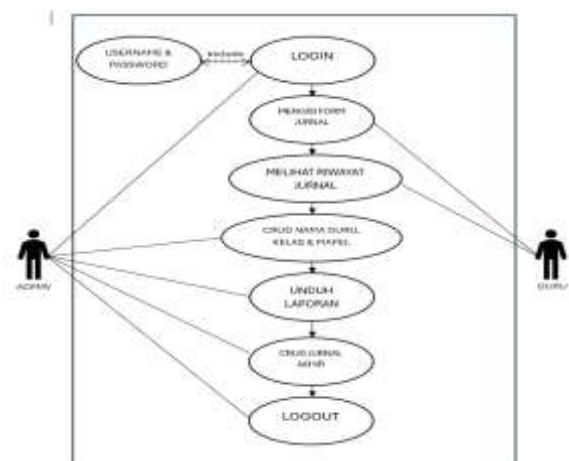 USERNAME &
PASSWORD
include
LOGIN
MENGISI FORM
JURNAL
MELIHAT RIWAYAT
JURNAL
CRUD NAMA GURU,
KELAS & MAPEL
UNDUH
LAPORAN
CRUD JURNAL
AKHIR
LOGOUT
ADMIN
GURU